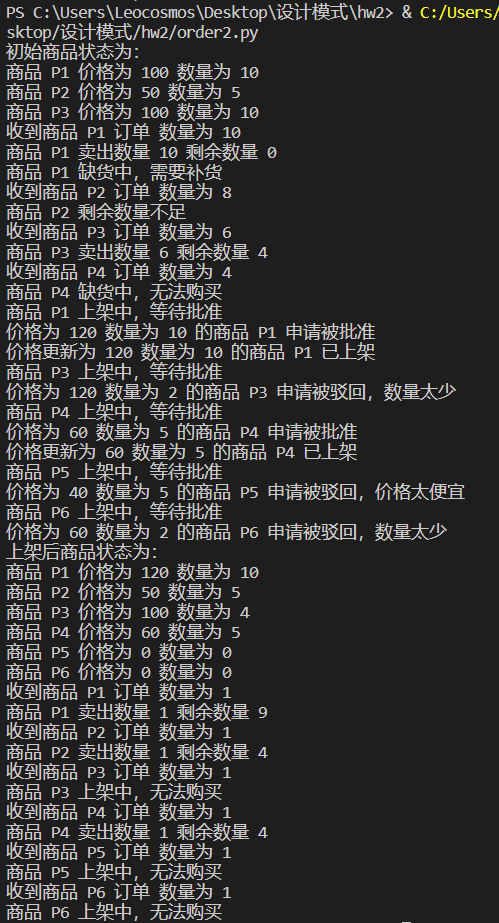 PS C:\Users\Leocosmos\Desktop\设计模式\hw2> & C:/Users/
sktop/设计模式/hw2/order2.py
初始商品状态为：
商品 P1 价格为 100 数量为 10
商品 P2 价格为 50 数量为 5
商品 P3 价格为 100 数量为 10
收到商品 P1 订单 数量为 10
商品 P1 卖出数量 10 剩余数量 0
商品 P1 缺货中，需要补货
收到商品 P2 订单 数量为 8
商品 P2 剩余数量不足
收到商品 P3 订单 数量为 6
商品 P3 卖出数量 6 剩余数量 4
收到商品 P4 订单 数量为 4
商品 P4 缺货中，无法购买
商品 P1 上架中，等待批准
价格为 120 数量为 10 的商品 P1 申请被批准
价格更新为 120 数量为 10 的商品 P1 已上架
商品 P3 上架中，等待批准
价格为 120 数量为 2 的商品 P3 申请被驳回，数量太少
商品 P4 上架中，等待批准
价格为 60 数量为 5 的商品 P4 申请被批准
价格更新为 60 数量为 5 的商品 P4 已上架
商品 P5 上架中，等待批准
价格为 40 数量为 5 的商品 P5 申请被驳回，价格太便宜
商品 P6 上架中，等待批准
价格为 60 数量为 2 的商品 P6 申请被驳回，数量太少
上架后商品状态为：
商品 P1 价格为 120 数量为 10
商品 P2 价格为 50 数量为 5
商品 P3 价格为 100 数量为 4
商品 P4 价格为 60 数量为 5
商品 P5 价格为 0 数量为 0
商品 P6 价格为 0 数量为 0
收到商品 P1 订单 数量为 1
商品 P1 卖出数量 1 剩余数量 9
收到商品 P2 订单 数量为 1
商品 P2 卖出数量 1 剩余数量 4
收到商品 P3 订单 数量为 1
商品 P3 上架中，无法购买
收到商品 P4 订单 数量为 1
商品 P4 卖出数量 1 剩余数量 4
收到商品 P5 订单 数量为 1
商品 P5 上架中，无法购买
收到商品 P6 订单 数量为 1
商品 P6 上架中，无法购买